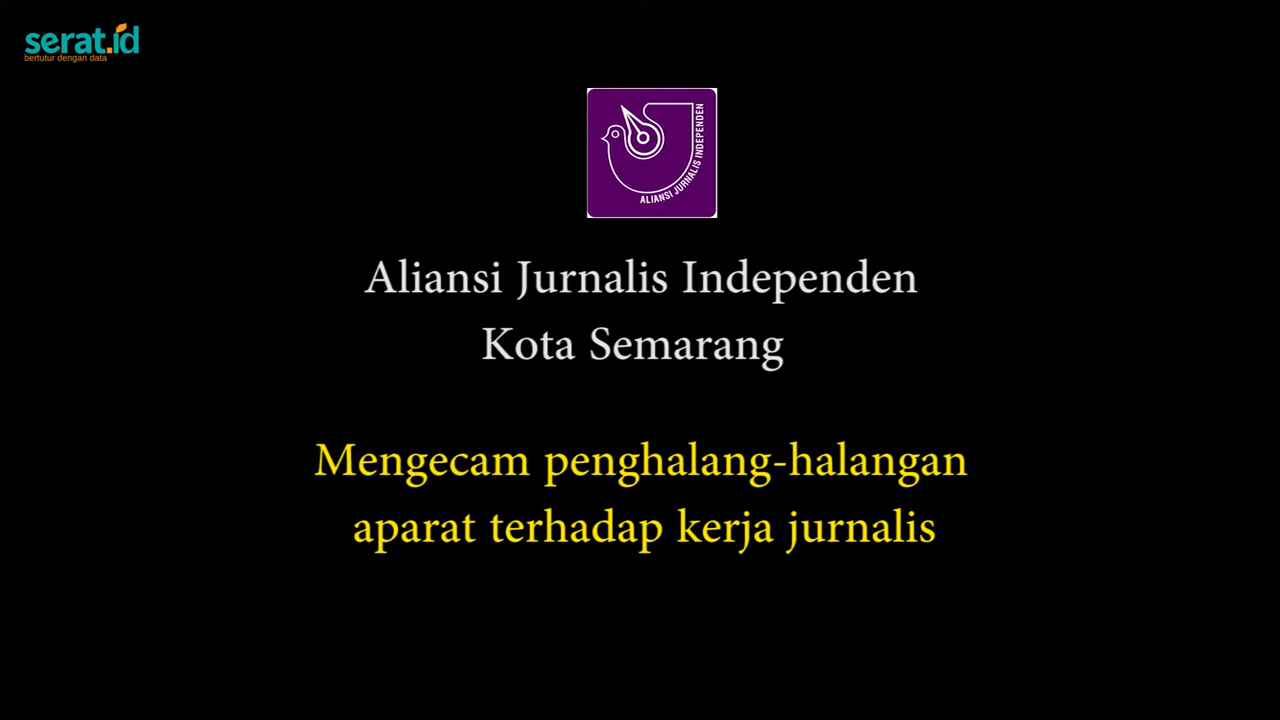 serat.id
bertutur dengan data
ALIANSI JURNALIS INDEPENDEN
Aliansi Jurnalis Independen
Kota Semarang
Mengecam penghalang-halangan
aparat terhadap kerja jurnalis